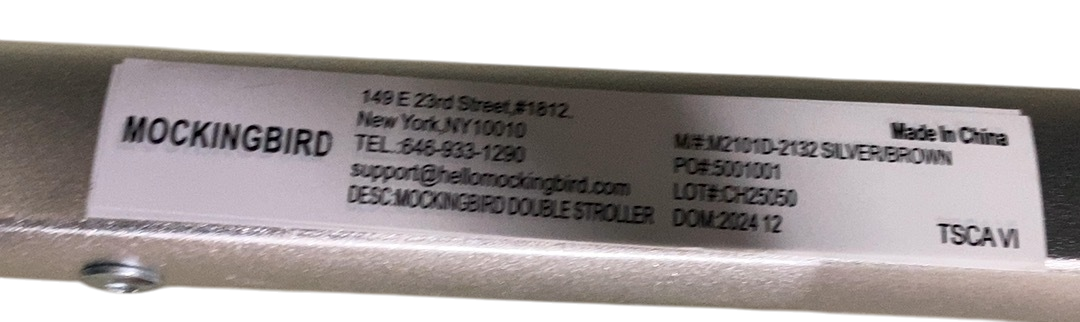 MOCKINGBIRD
149 E 23rd Street,#1812.
New York,NY10010
TEL.:646-933-1290
support@hellomockingbird.com
DESC:MOCKINGBIRD DOUBLE STROLLER
Made In China
M/#:M2101D-2132 SILVER/BROWN
PO#:5001001
LOT#:CH25050
DOM:2024 12
TSCA VI